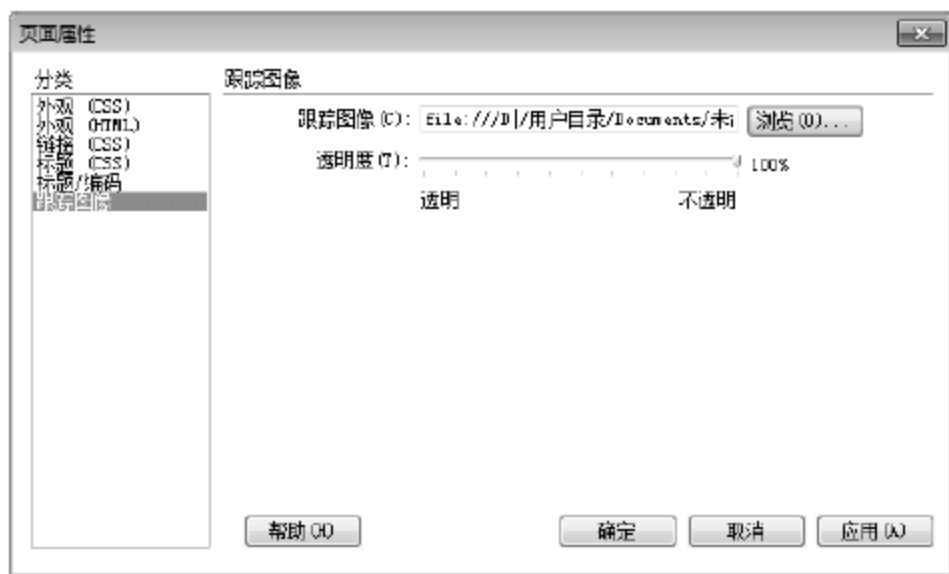 页面属性
分类
外观 (CSS)
外观 (HTML)
链接 (CSS)
标题 (CSS)
标题/编码
跟踪图像
跟踪图像
跟踪图像(C): file:///D|/用户目录/Documents/未 浏览(O)...
透明度(T): 100%
透明 不透明
帮助(H) 确定 取消 应用(A)